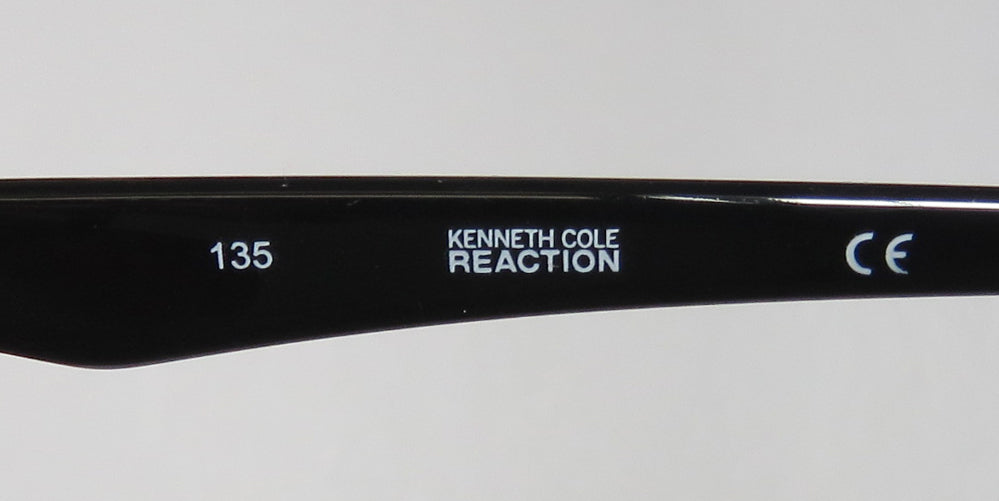 135
KENNETH COLE
REACTION
CE